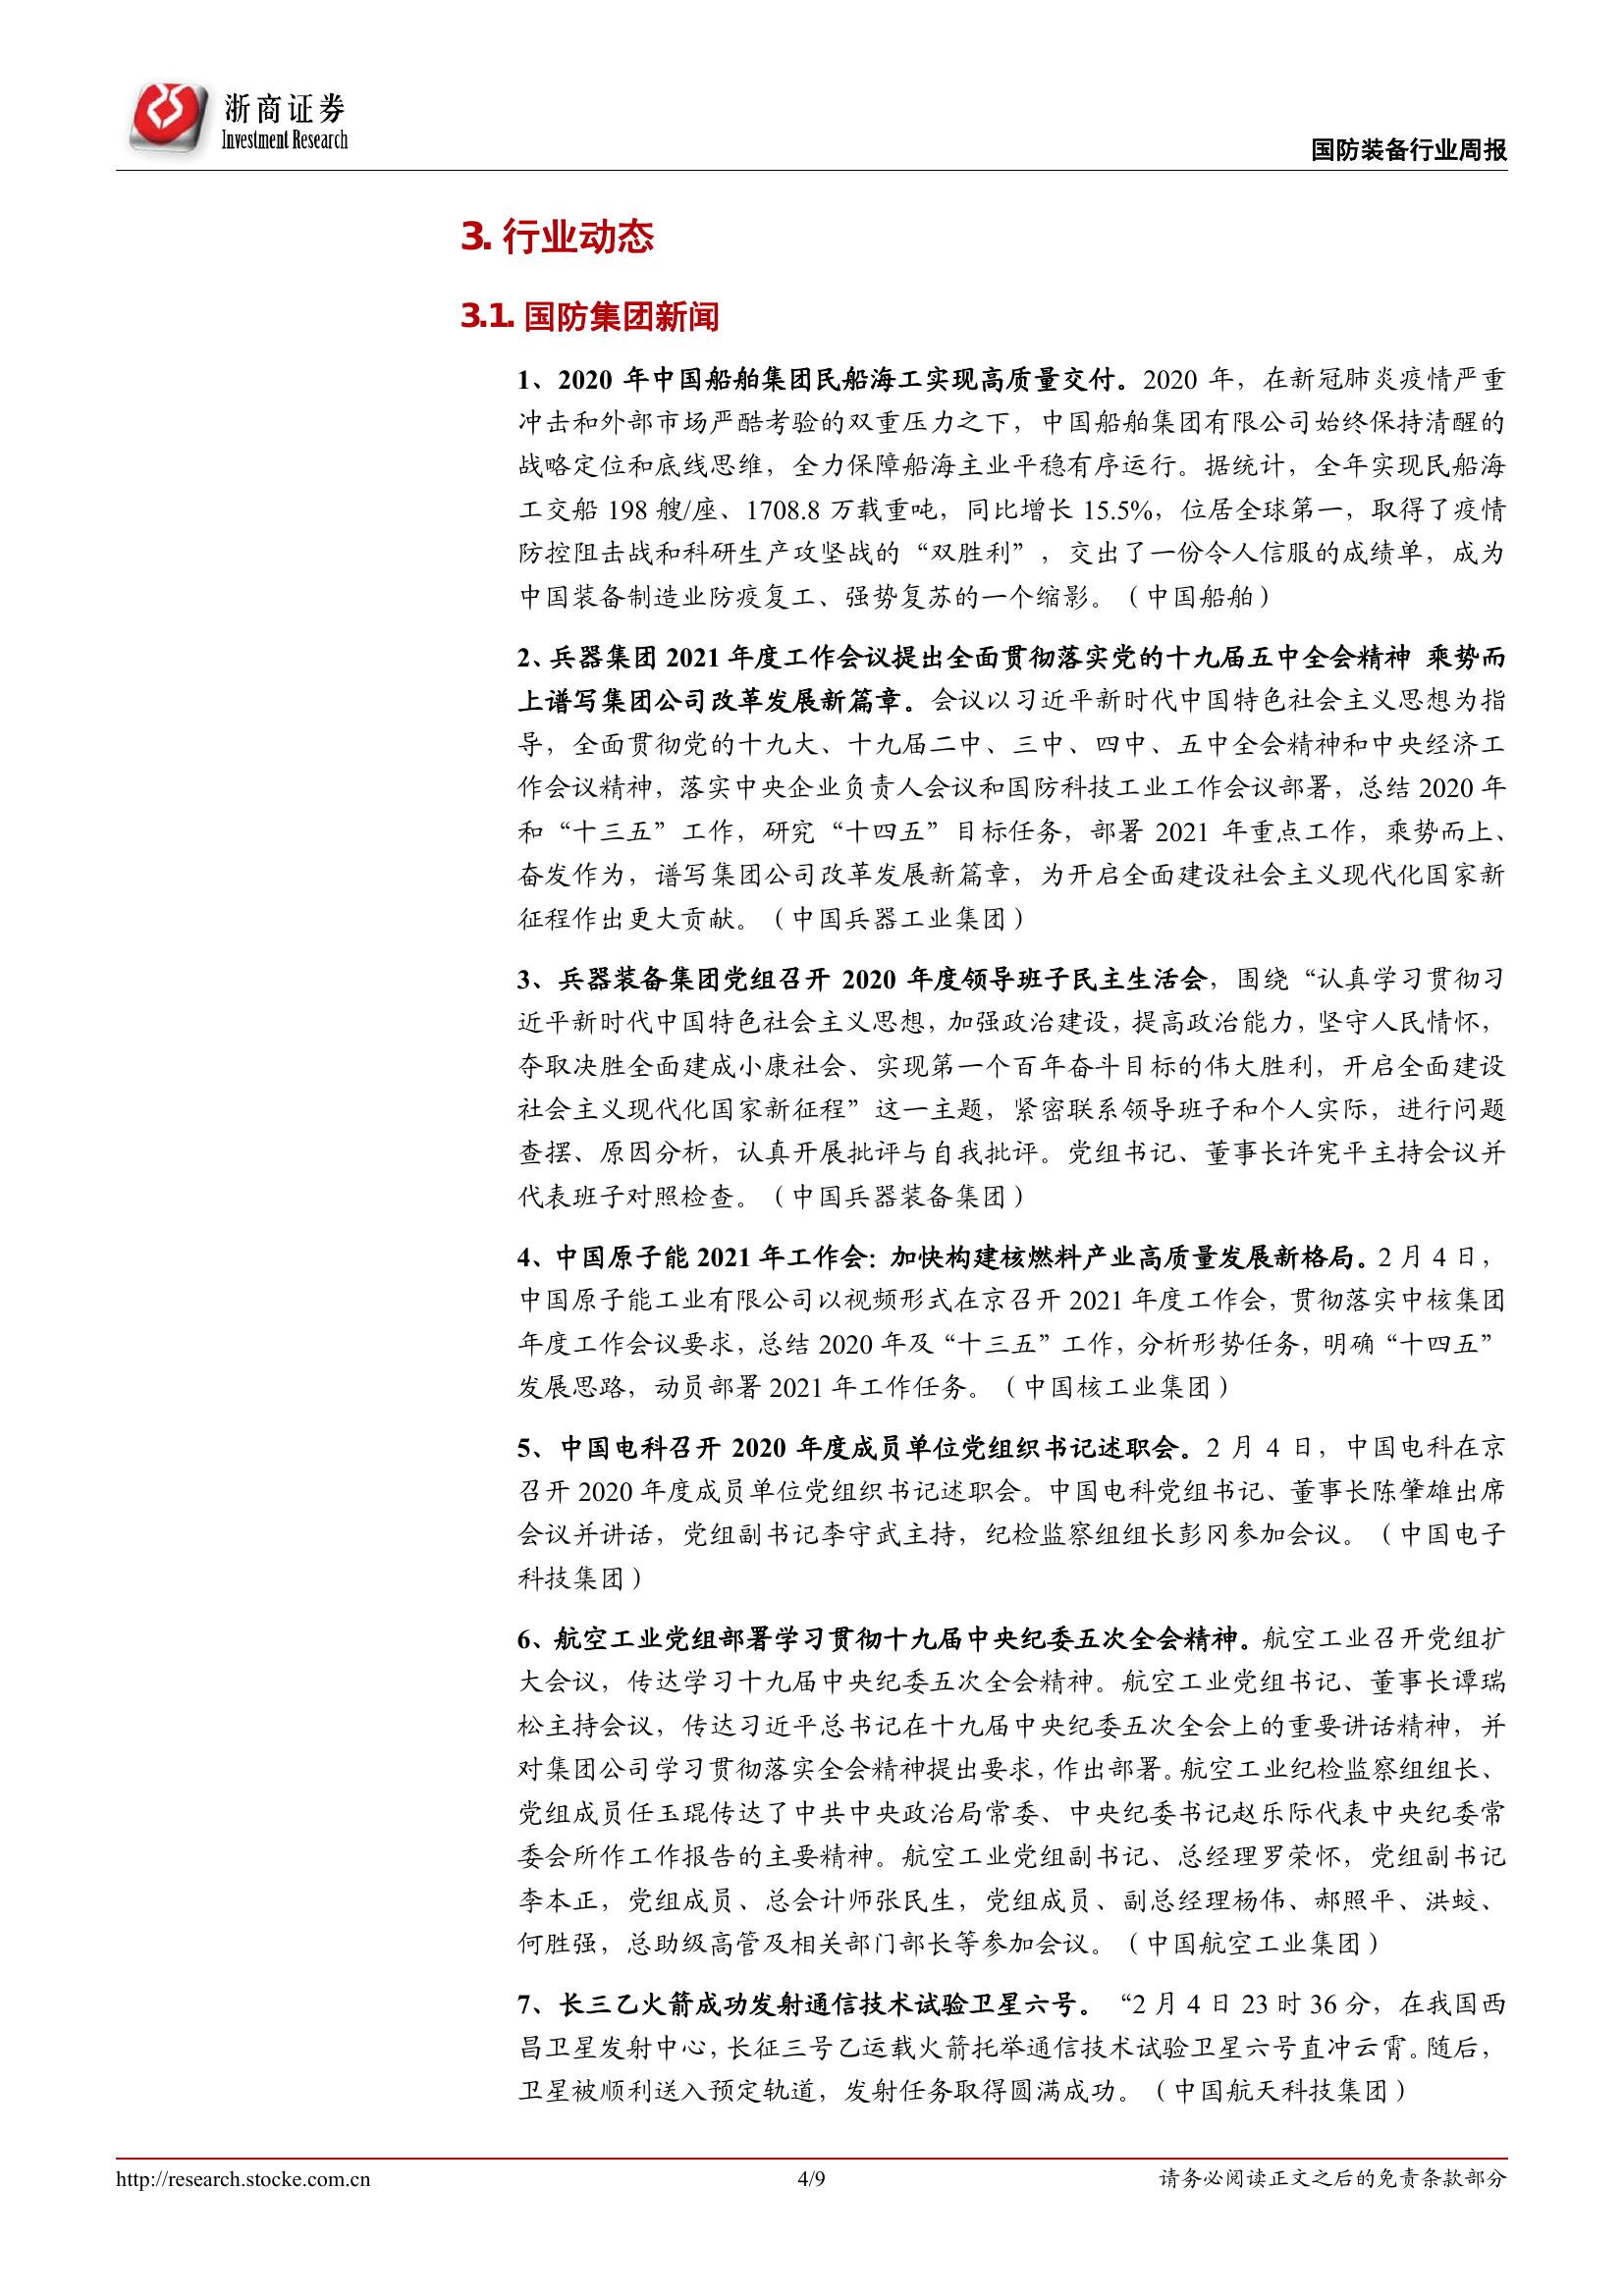 浙商证券
Investment Research
国防装备行业周报
3. 行业动态
3.1. 国防集团新闻
1、2020 年中国船舶集团民船海工实现高质量交付。2020 年，在新冠肺炎疫情严重
冲击和外部市场严酷考验的双重压力之下，中国船舶集团有限公司始终保持清醒的
战略定位和底线思维，全力保障船海主业平稳有序运行。据统计，全年实现民船海
工交船 198 艘/座、1708.8 万载重吨，同比增长 15.5%，位居全球第一，取得了疫情
防控阻击战和科研生产攻坚战的“双胜利”，交出了一份令人信服的成绩单，成为
中国装备制造业防疫复工、强势复苏的一个缩影。（中国船舶）
2、兵器集团 2021 年度工作会议提出全面贯彻落实党的十九届五中全会精神 乘势而
上谱写集团公司改革发展新篇章。会议以习近平新时代中国特色社会主义思想为指
导，全面贯彻党的十九大、十九届二中、三中、四中、五中全会精神和中央经济工
作会议精神，落实中央企业负责人会议和国防科技工业工作会议部署，总结 2020 年
和“十三五”工作，研究“十四五”目标任务，部署 2021 年重点工作，乘势而上、
奋发作为，谱写集团公司改革发展新篇章，为开启全面建设社会主义现代化国家新
征程作出更大贡献。（中国兵器工业集团）
3、兵器装备集团党组召开 2020 年度领导班子民主生活会，围绕“认真学习贯彻习
近平新时代中国特色社会主义思想，加强政治建设，提高政治能力，坚守人民情怀，
夺取决胜全面建成小康社会、实现第一个百年奋斗目标的伟大胜利，开启全面建设
社会主义现代化国家新征程”这一主题，紧密联系领导班子和个人实际，进行问题
查摆、原因分析，认真开展批评与自我批评。党组书记、董事长许宪平主持会议并
代表班子对照检查。（中国兵器装备集团）
4、中国原子能 2021 年工作会：加快构建核燃料产业高质量发展新格局。2 月 4 日，
中国原子能工业有限公司以视频形式在京召开 2021 年度工作会，贯彻落实中核集团
年度工作会议要求，总结 2020 年及“十三五”工作，分析形势任务，明确“十四五”
发展思路，动员部署 2021 年工作任务。（中国核工业集团）
5、中国电科召开 2020 年度成员单位党组织书记述职会。2 月 4 日，中国电科在京
召开 2020 年度成员单位党组织书记述职会。中国电科党组书记、董事长陈肇雄出席
会议并讲话，党组副书记李守武主持，纪检监察组组长彭冈参加会议。（中国电子
科技集团）
6、航空工业党组部署学习贯彻十九届中央纪委五次全会精神。航空工业召开党组扩
大会议，传达学习十九届中央纪委五次全会精神。航空工业党组书记、董事长谭瑞
松主持会议，传达习近平总书记在十九届中央纪委五次全会上的重要讲话精神，并
对集团公司学习贯彻落实全会精神提出要求，作出部署。航空工业纪检监察组组长、
党组成员任玉琨传达了中共中央政治局常委、中央纪委书记赵乐际代表中央纪委常
委会所作工作报告的主要精神。航空工业党组副书记、总经理罗荣怀，党组副书记
李本正，党组成员、总会计师张民生，党组成员、副总经理杨伟、郝照平、洪蛟、
何胜强，总助级高管及相关部门部长等参加会议。（中国航空工业集团）
7、长三乙火箭成功发射通信技术试验卫星六号。“2 月 4 日 23 时 36 分，在我国西
昌卫星发射中心，长征三号乙运载火箭托举通信技术试验卫星六号直冲云霄。随后，
卫星被顺利送入预定轨道，发射任务取得圆满成功。（中国航天科技集团）
http://research.stocke.com.cn
4/9
请务必阅读正文之后的免责条款部分